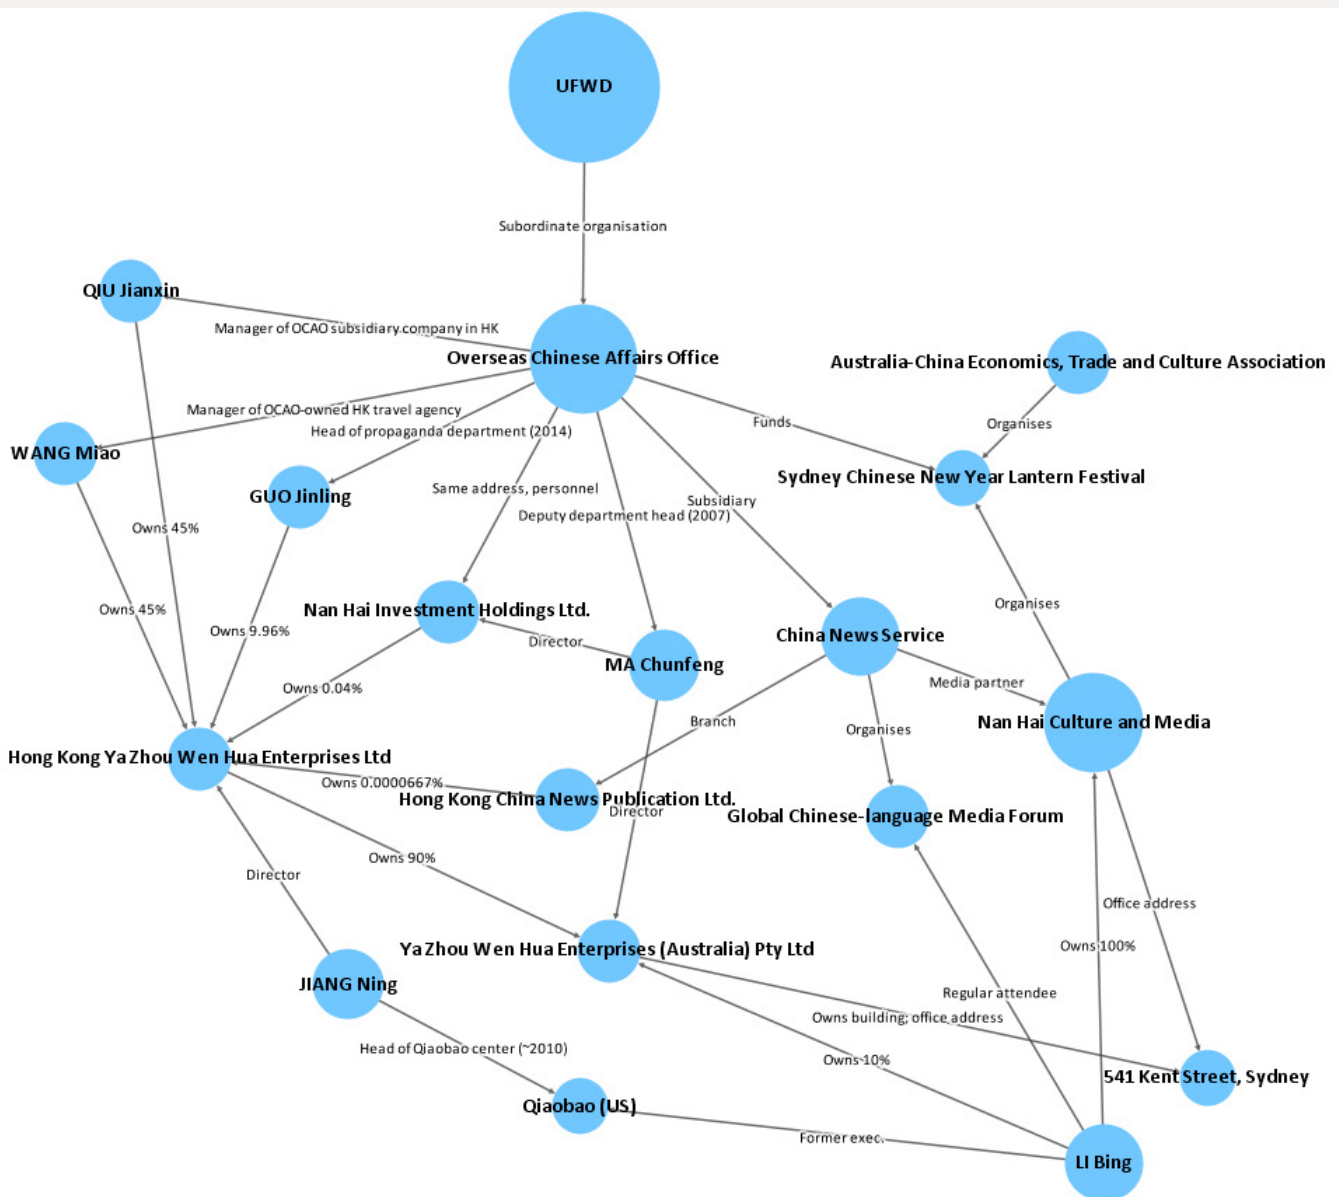 UFWD
Subordinate organisation
QIU Jianxin
Manager of OCAO subsidiary company in HK
Overseas Chinese Affairs Office
Australia-China Economics, Trade and Culture Association
Manager of OCAO-owned HK travel agency
Funds
Organises
Head of propaganda department (2014)
WANG Miao
Sydney Chinese New Year Lantern Festival
GUO Jinling
Same address, personnel
Subsidiary
Deputy department head (2007)
Owns 45%
Owns 45%
Nan Hai Investment Holdings Ltd.
Organises
Owns 9.96%
Director
China News Service
MA Chunfeng
Media partner
Owns 0.04%
Branch
Organises
Nan Hai Culture and Media
Hong Kong Ya Zhou Wen Hua Enterprises Ltd
Owns 0.0000667%
Hong Kong China News Publication Ltd.
Director
Global Chinese-language Media Forum
Owns 90%
Director
Office address
Owns 100%
Ya Zhou Wen Hua Enterprises (Australia) Pty Ltd
JIANG Ning
Regular attendee
Owns building; office address
Head of Qiaobao center (~2010)
Owns 10%
541 Kent Street, Sydney
Qiaobao (US)
Former exec.
LI Bing